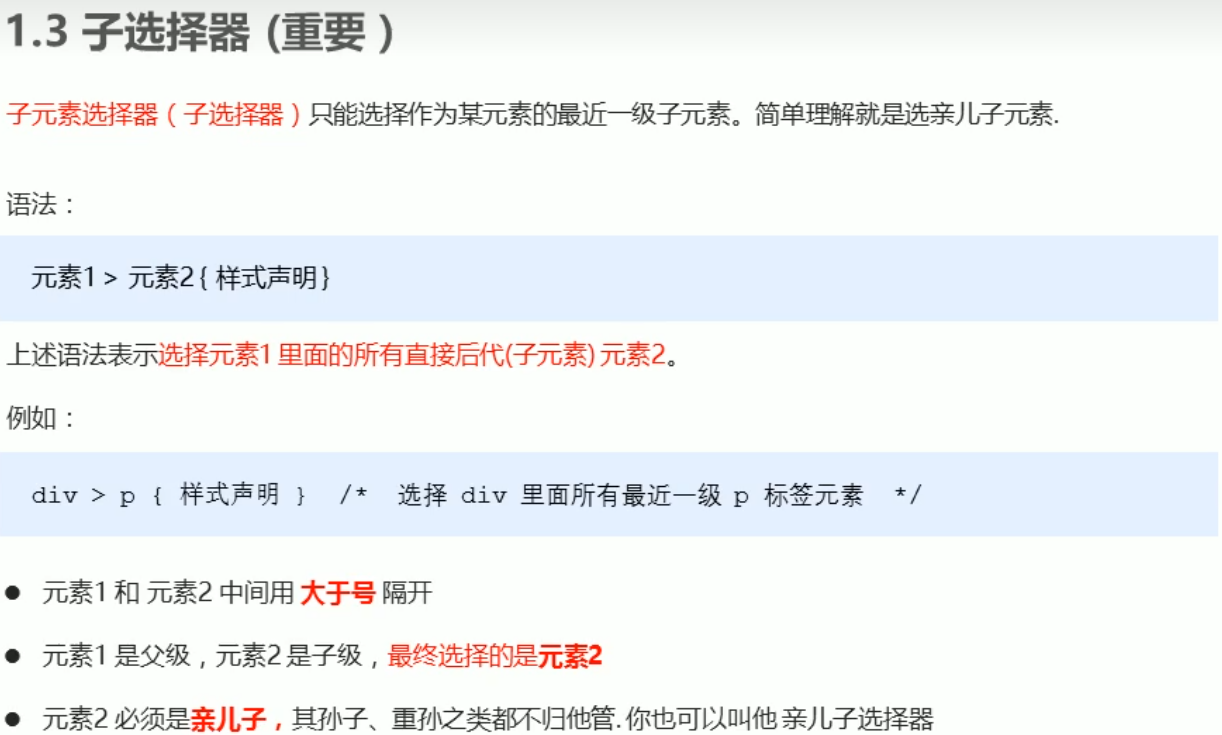 1.3 子选择器 (重要 )
子元素选择器（子选择器）只能选择作为某元素的最近一级子元素。简单理解就是选亲儿子元素.
语法：
元素1 > 元素2 { 样式声明 }
上述语法表示选择元素1 里面的所有直接后代(子元素) 元素2。
例如：
div > p { 样式声明 } /* 选择 div 里面所有最近一级 p 标签元素 */
● 元素1 和 元素2 中间用 大于号 隔开
● 元素1 是父级，元素2 是子级，最终选择的是元素2
● 元素2 必须是亲儿子，其孙子、重孙之类都不归他管. 你也可以叫他 亲儿子选择器